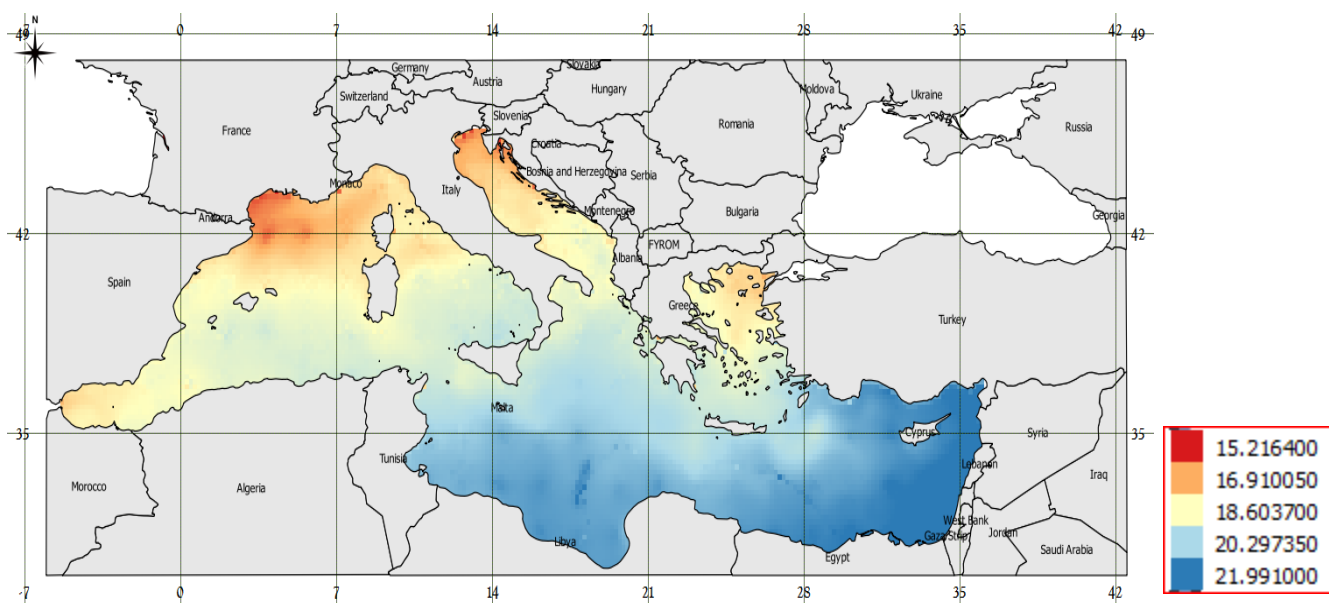 N
-7 0 7 14 21 28 35 42
49 49
Germany
Slovakia
Austria
Switzerland
Hungary
Moldova
Ukraine
Slovenia
France
Romania
Russia
Croatia
Bosnia and Herzegovina
Serbia
Monaco
Italy
Andorra
Montenegro
Bulgaria
Georgia
42 42
FYROM
Albania
Spain
Greece
Turkey
Malta
35 35
Cyprus
Syria
Tunisia
Lebanon
Iraq
Morocco
Algeria
West Bank
Gaza Strip
Jordan
Libya
Saudi Arabia
Egypt
-7 0 7 14 21 28 35 42
15.216400
16.910050
18.603700
20.297350
21.991000